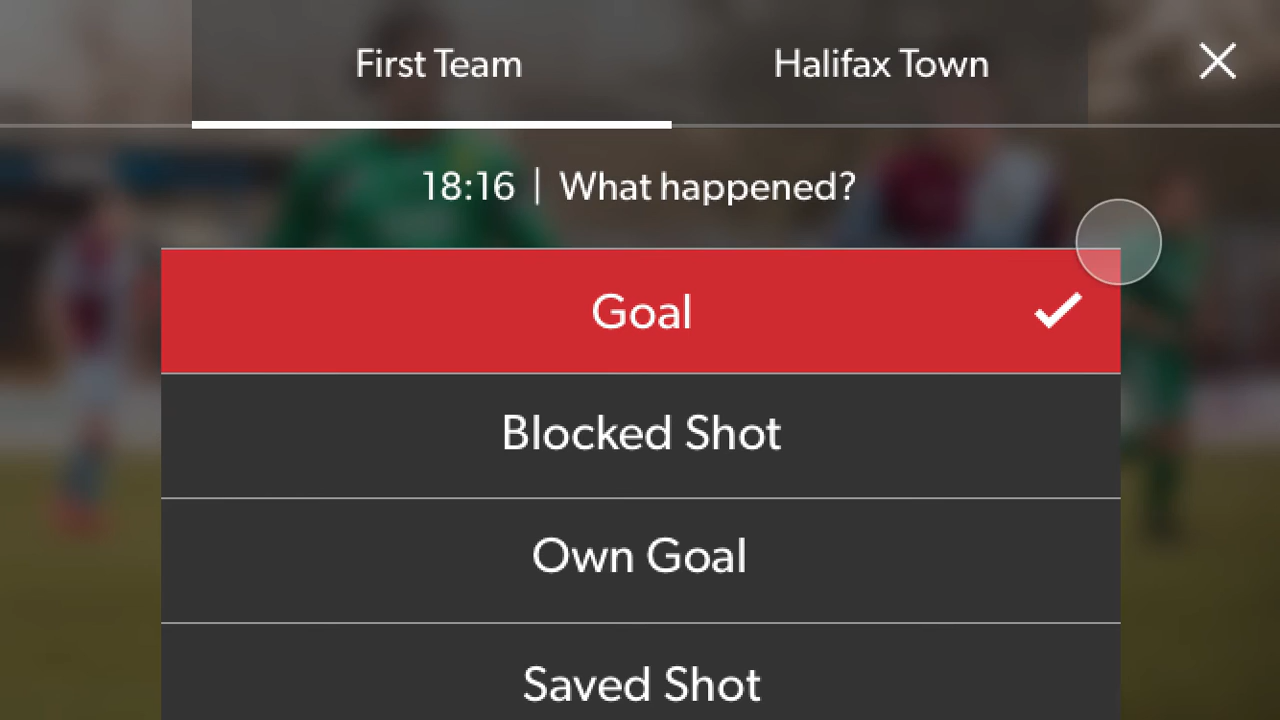 First Team
Halifax Town
18:16 | What happened?
Goal
Blocked Shot
Own Goal
Saved Shot